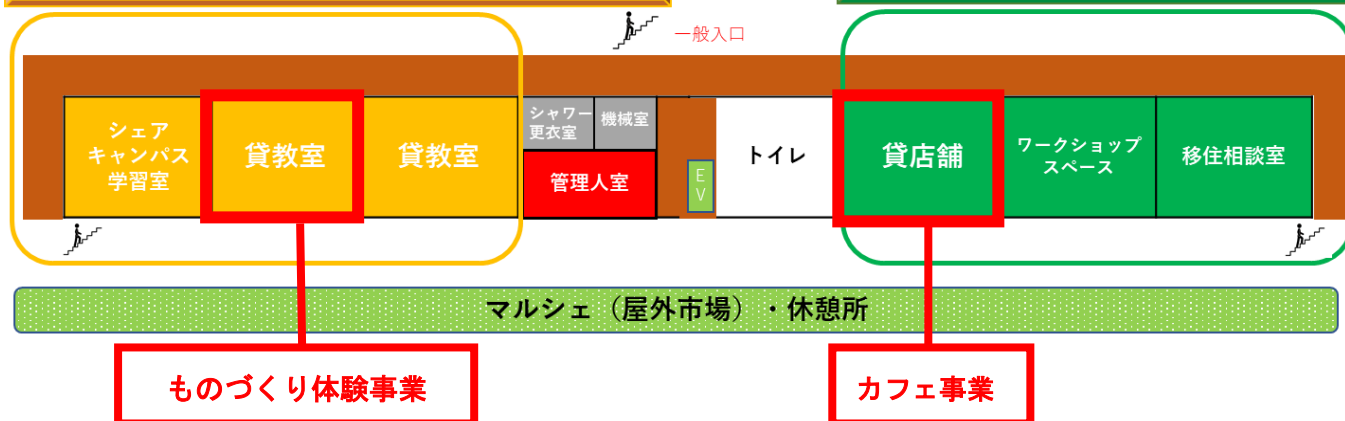 一般入口
シェア
キャンパス
学習室
貸教室
貸教室
シャワー
更衣室
機械室
管理人室
E
V
トイレ
貸店舗
ワークショップ
スペース
移住相談室
マルシェ（屋外市場）・休憩所
ものづくり体験事業
カフェ事業